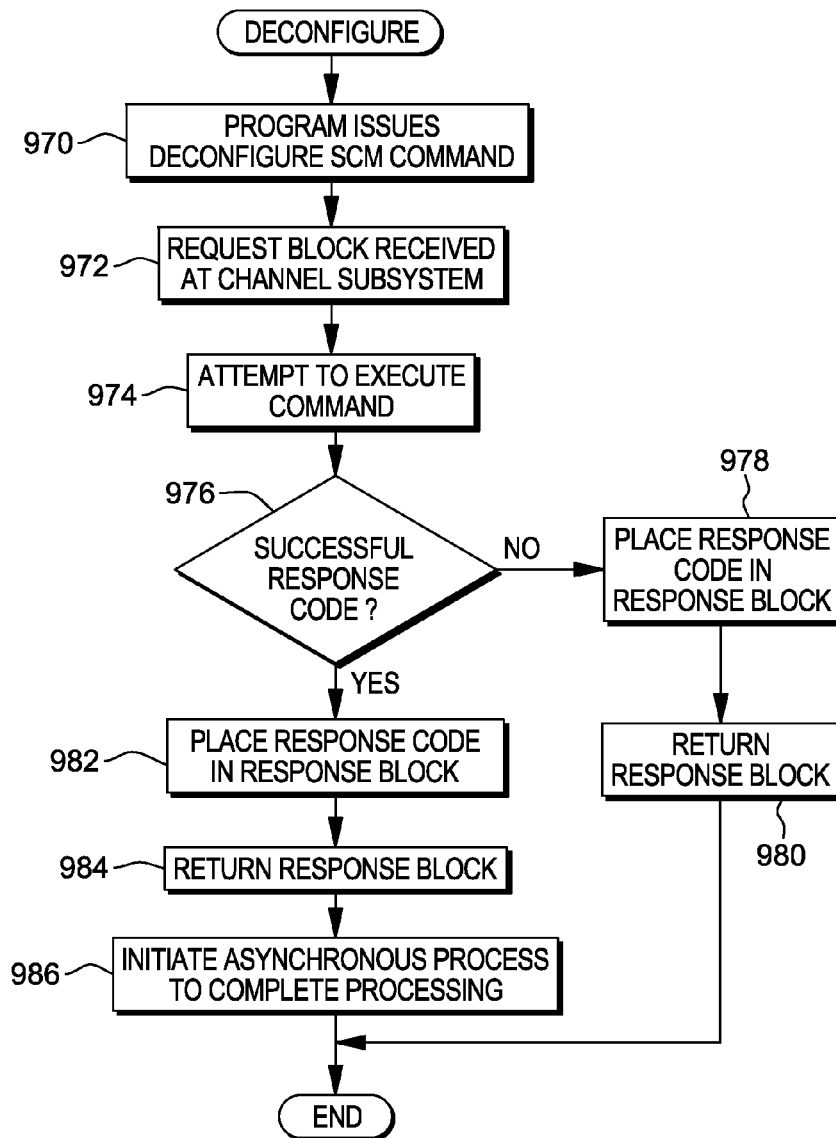 DECONFIGURE
970
PROGRAM ISSUES
DECONFIGURE SCM COMMAND
972
REQUEST BLOCK RECEIVED
AT CHANNEL SUBSYSTEM
974
ATTEMPT TO EXECUTE
COMMAND
976
SUCCESSFUL
RESPONSE
CODE ?
NO
978
PLACE RESPONSE
CODE IN
RESPONSE BLOCK
YES
982
PLACE RESPONSE CODE
IN RESPONSE BLOCK
RETURN
RESPONSE BLOCK
980
984
RETURN RESPONSE BLOCK
986
INITIATE ASYNCHRONOUS PROCESS
TO COMPLETE PROCESSING
END